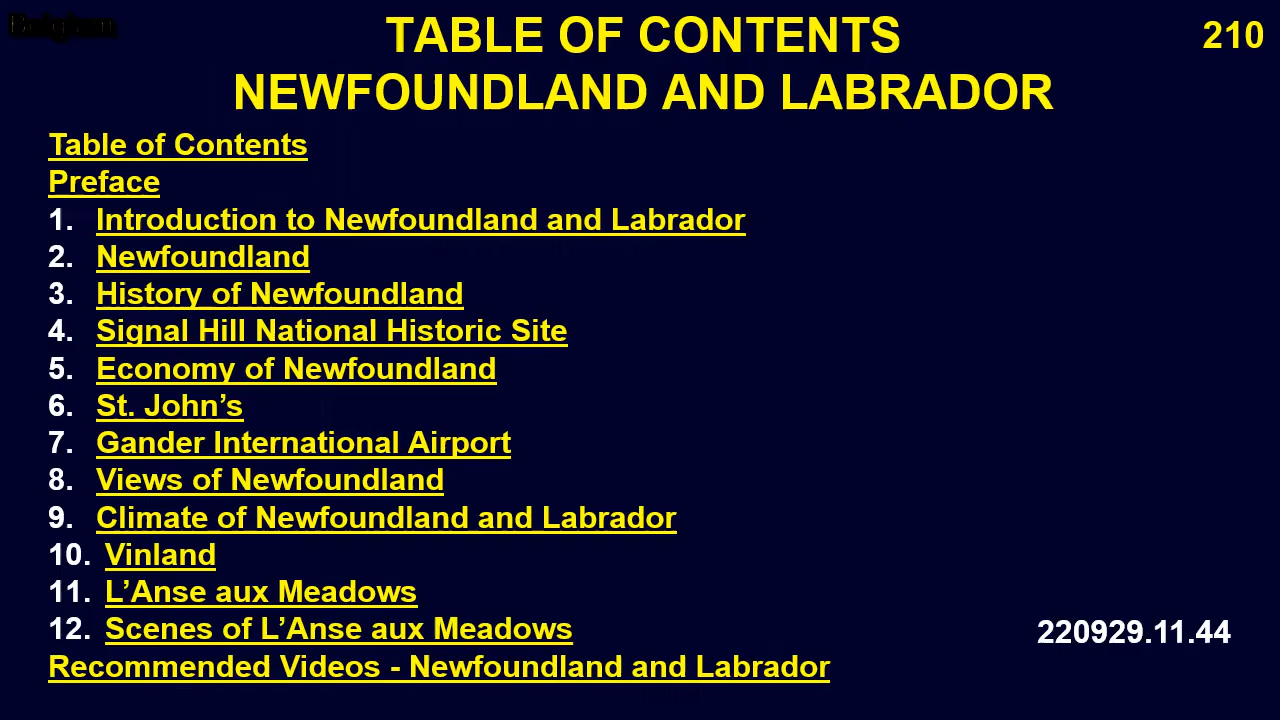 Belgium
TABLE OF CONTENTS
210
NEWFOUNDLAND AND LABRADOR
Table of Contents
Preface
1. Introduction to Newfoundland and Labrador
2. Newfoundland
3. History of Newfoundland
4. Signal Hill National Historic Site
5. Economy of Newfoundland
6. St. John’s
7. Gander International Airport
8. Views of Newfoundland
9. Climate of Newfoundland and Labrador
10. Vinland
11. L’Anse aux Meadows
12. Scenes of L’Anse aux Meadows
220929.11.44
Recommended Videos - Newfoundland and Labrador